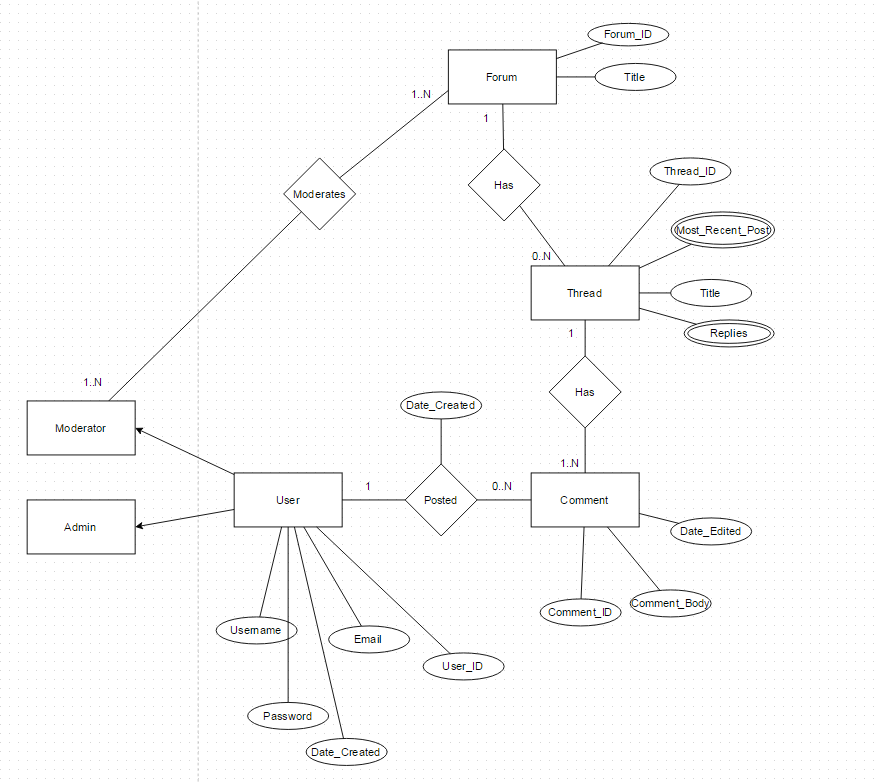 Forum_ID
Forum
Title
1..N
1
Has
Thread_ID
Moderates
Most_Recent_Post
0..N
Thread
Title
1
Replies
1..N
Has
Date_Created
Moderator
1..N
User
1
Posted
0..N
Comment
Admin
Date_Edited
Comment_ID
Comment_Body
Username
Email
User_ID
Password
Date_Created